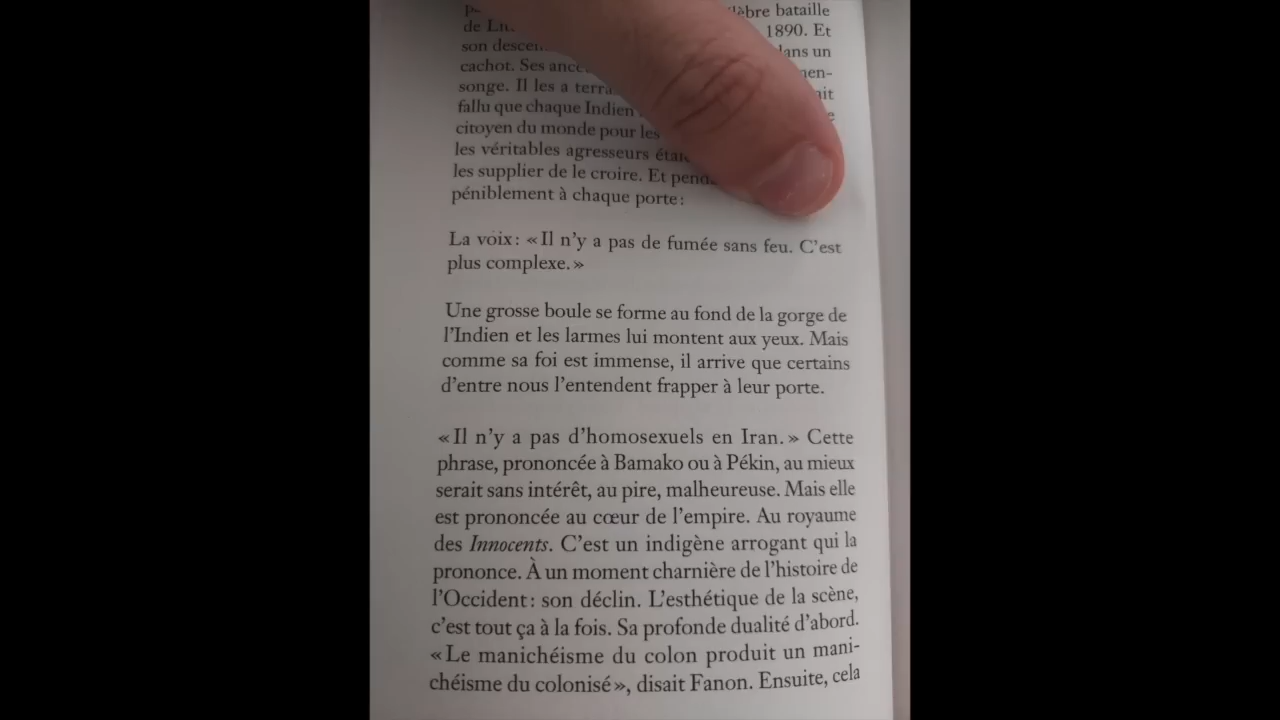 bre bataille
de 1890. Et
son dans un
cachot. Ses
songe. Il les a
fallu que chaque Indien
citoyen du monde pour les
les véritables agresseurs
les supplier de le croire. Et
péniblement à chaque porte:
La voix: «Il n'y a pas de fumée sans feu. C'est
plus complexe.»
Une grosse boule se forme au fond de la gorge de
l'Indien et les larmes lui montent aux yeux. Mais
comme sa foi est immense, il arrive que certains
d'entre nous l'entendent frapper à leur porte.
«Il n'y a pas d'homosexuels en Iran.» Cette
phrase, prononcée à Bamako ou à Pékin, au mieux
serait sans intérêt, au pire, malheureuse. Mais elle
est prononcée au cœur de l'empire. Au royaume
des Innocents. C'est un indigène arrogant qui la
prononce. À un moment charnière de l'histoire de
l'Occident: son déclin. L'esthétique de la scène,
c'est tout ça à la fois. Sa profonde dualité d'abord.
«Le manichéisme du colon produit un mani-
chéisme du colonisé», disait Fanon. Ensuite, cela